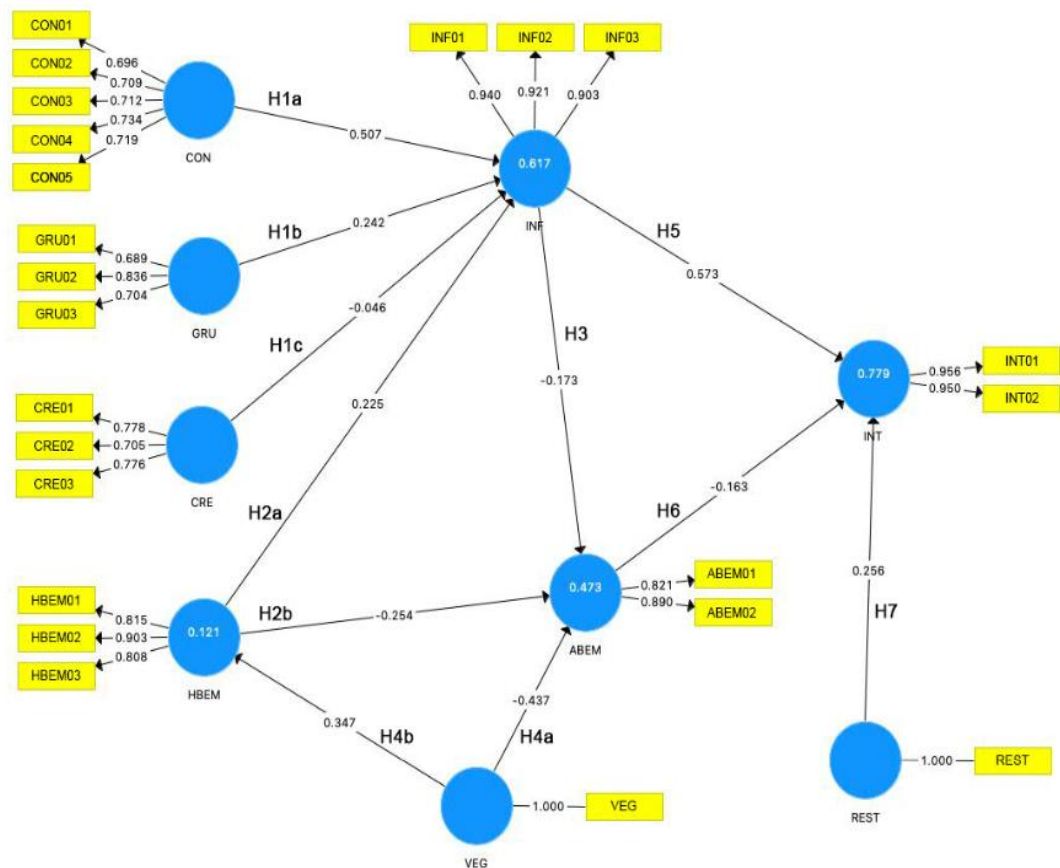 CON01
CON02
CON03
CON04
CON05
0.696
0.709
0.712
0.734
0.719
CON
H1a
0.507
INF01
INF02
INF03
0.940
0.921
0.903
0.617
INF
GRU01
GRU02
GRU03
0.689
0.836
0.704
GRU
H1b
0.242
H5
0.573
H1c
-0.046
H3
-0.173
0.779
INT
0.956
0.950
INT01
INT02
CRE01
CRE02
CRE03
0.778
0.705
0.776
CRE
0.225
H2a
H6
-0.163
0.256
H7
HBEM01
HBEM02
HBEM03
0.815
0.903
0.808
0.121
HBEM
H2b
-0.254
0.473
ABEM
0.821
0.890
ABEM01
ABEM02
0.347
H4b
-0.437
H4a
VEG
1.000
VEG
REST
1.000
REST